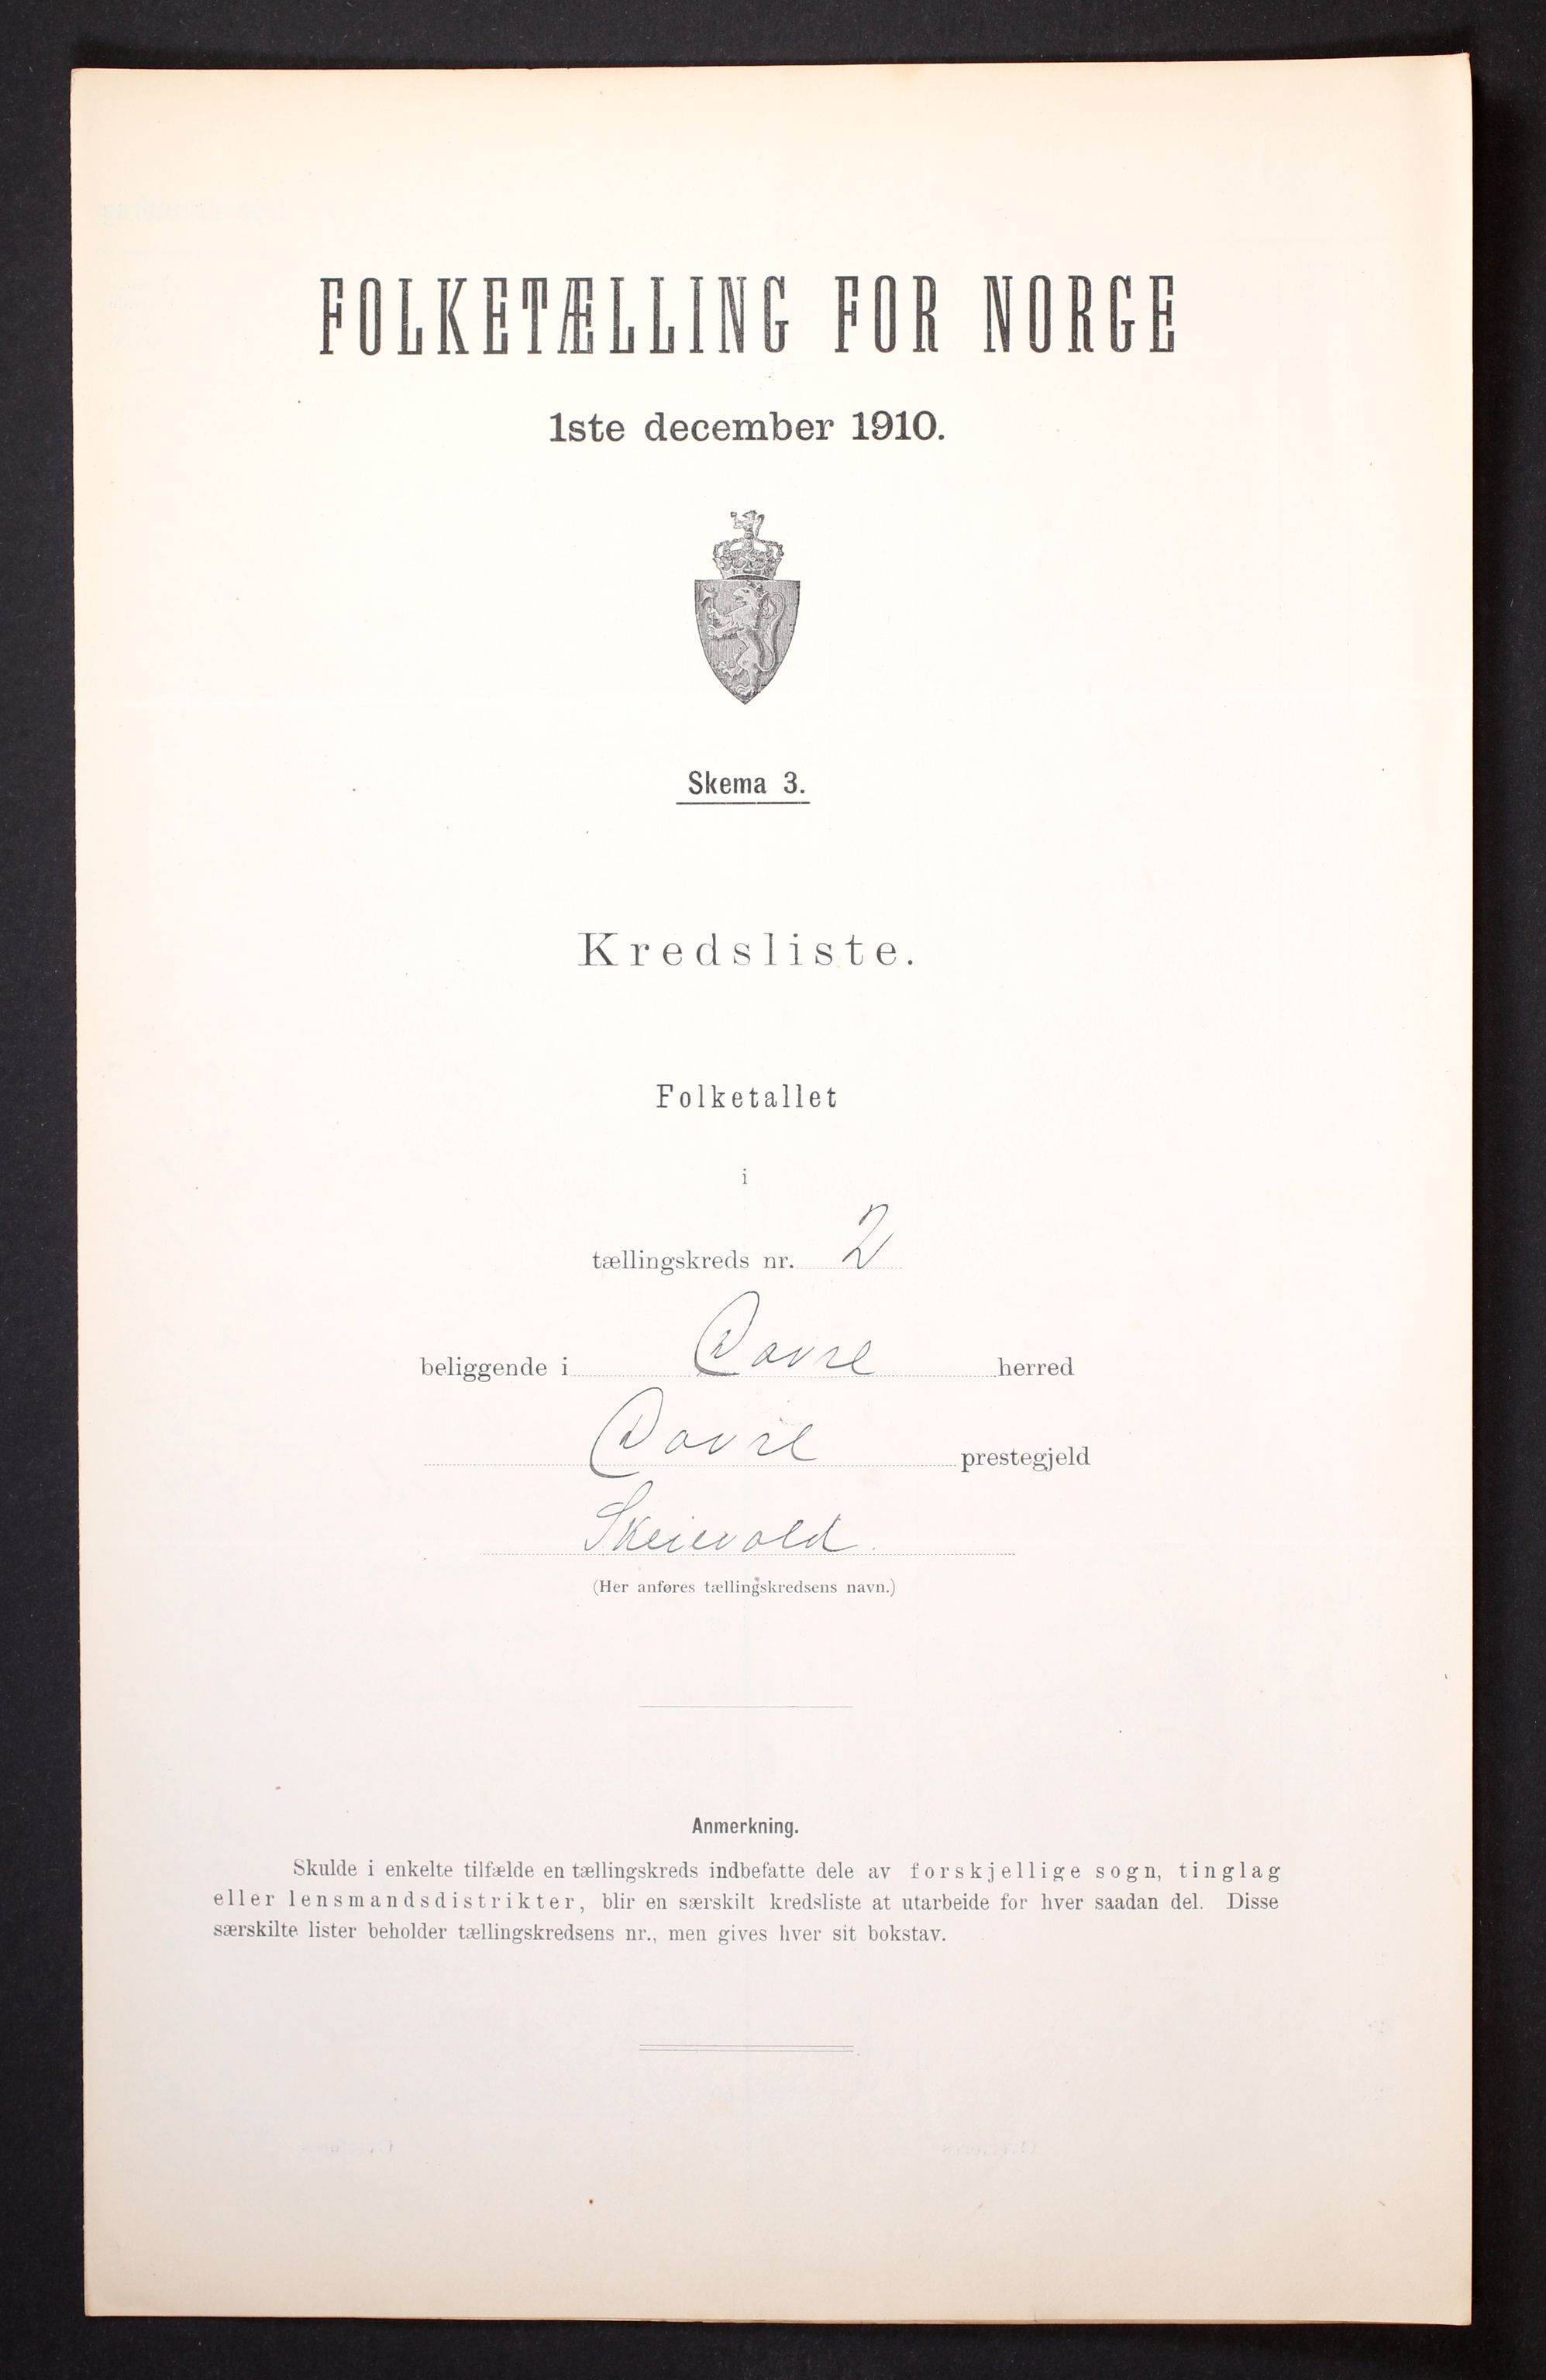 FOLKETÆLLING FOR NORGE
1ste december 1910.
Skema 3.
Kredsliste.
Folketallet
i
tællingskreds nr. 2
beliggende i Dovre herred
Dovre prestegjeld
Skeievold.
(Her anføres tællingskredsens navn.)
Anmerkning.
Skulde i enkelte tilfælde en tællingskreds indbefatte dele av forskjellige sogn, tinglag
eller lensmandsdistrikter, blir en særskilt kredsliste at utarbeide for hver saadan del. Disse
særskilte lister beholder tællingskredsens nr., men gives hver sit bokstav.